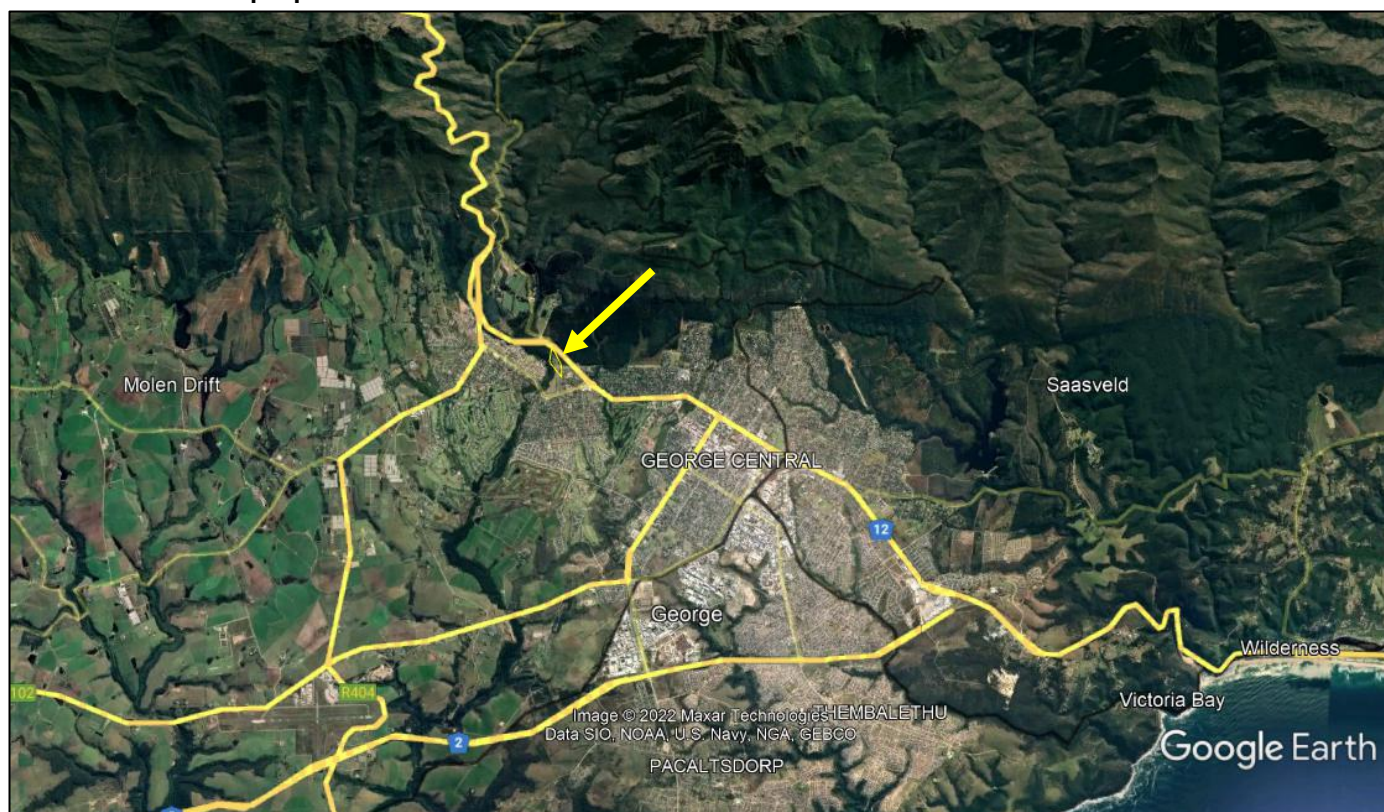 Molen Drift
Saasveld
GEORGE CENTRAL
12
George
Wilderness
102
R404
Victoria Bay
THEMBALETHU
Image © 2022 Maxar Technologies
Data SIO, NOAA, U.S. Navy, NGA, GEBCO
2
Google Earth
PACALTSDORP